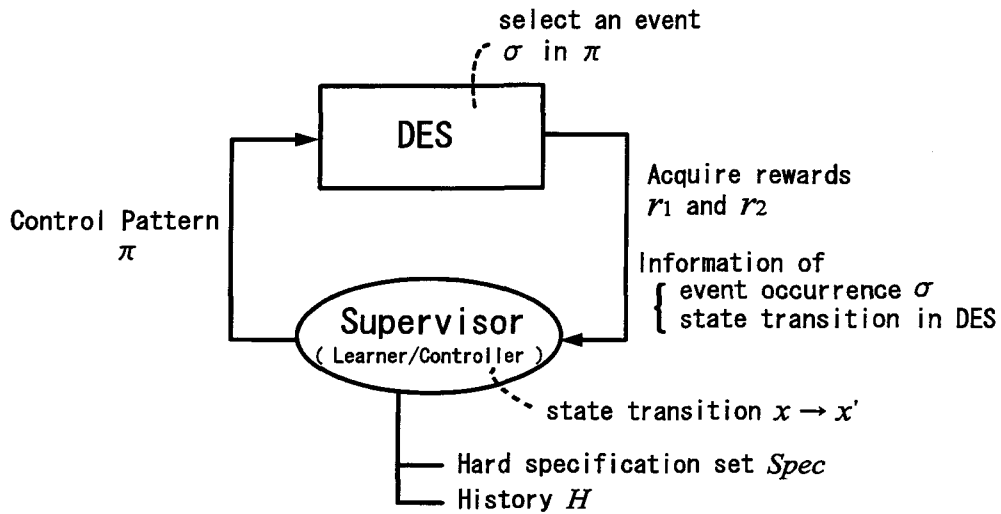 select an event
σ in π
DES
Acquire rewards
r1 and r2
Control Pattern
π
Information of
event occurrence σ
state transition in DES
Supervisor
( Learner/Controller )
state transition x → x'
Hard specification set Spec
History H